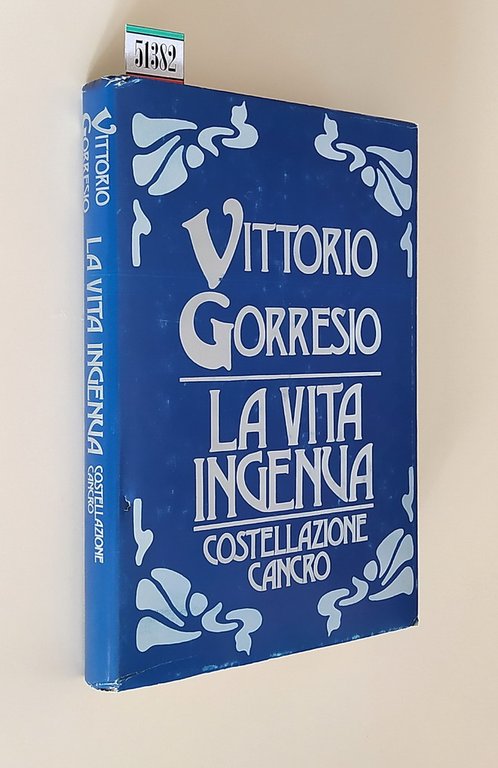 51382
VITTORIO
GORRESIO
LA VITA
INGENUA
COSTELLAZIONE
CANCRO
VITTORIO
GORRESIO
LA VITA INGENUA
COSTELLAZIONE
CANCRO